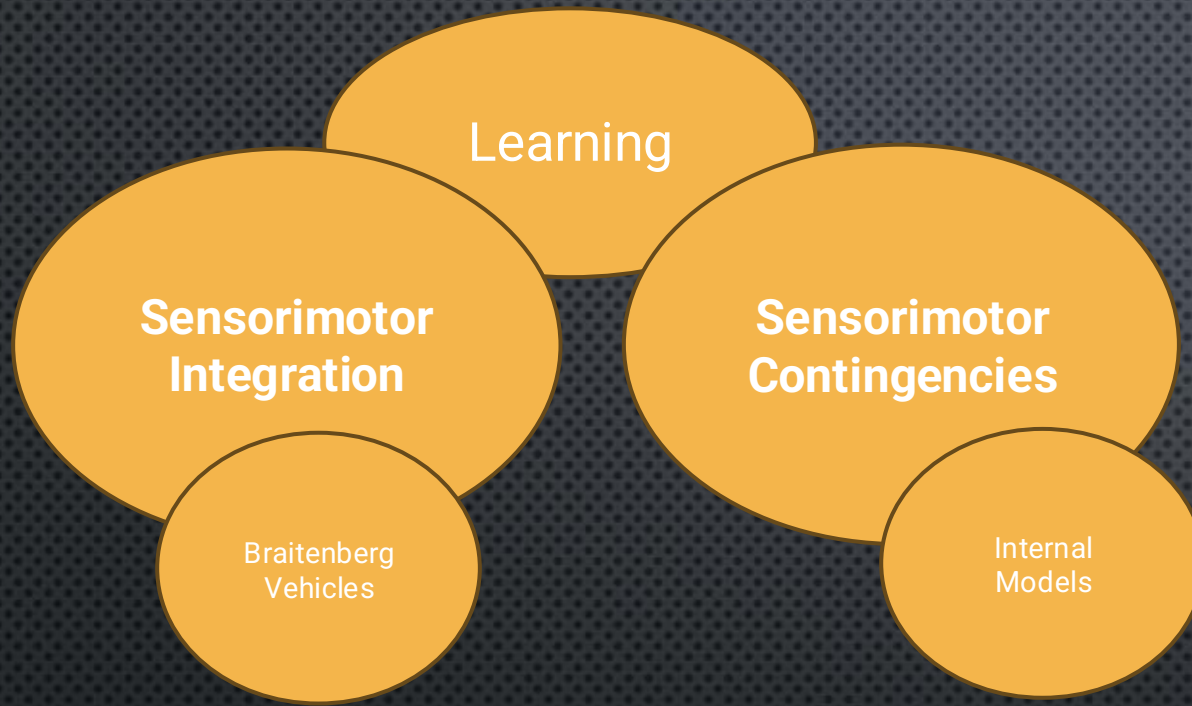 Learning
Sensorimotor
Integration
Sensorimotor
Contingencies
Braitenberg
Vehicles
Internal
Models